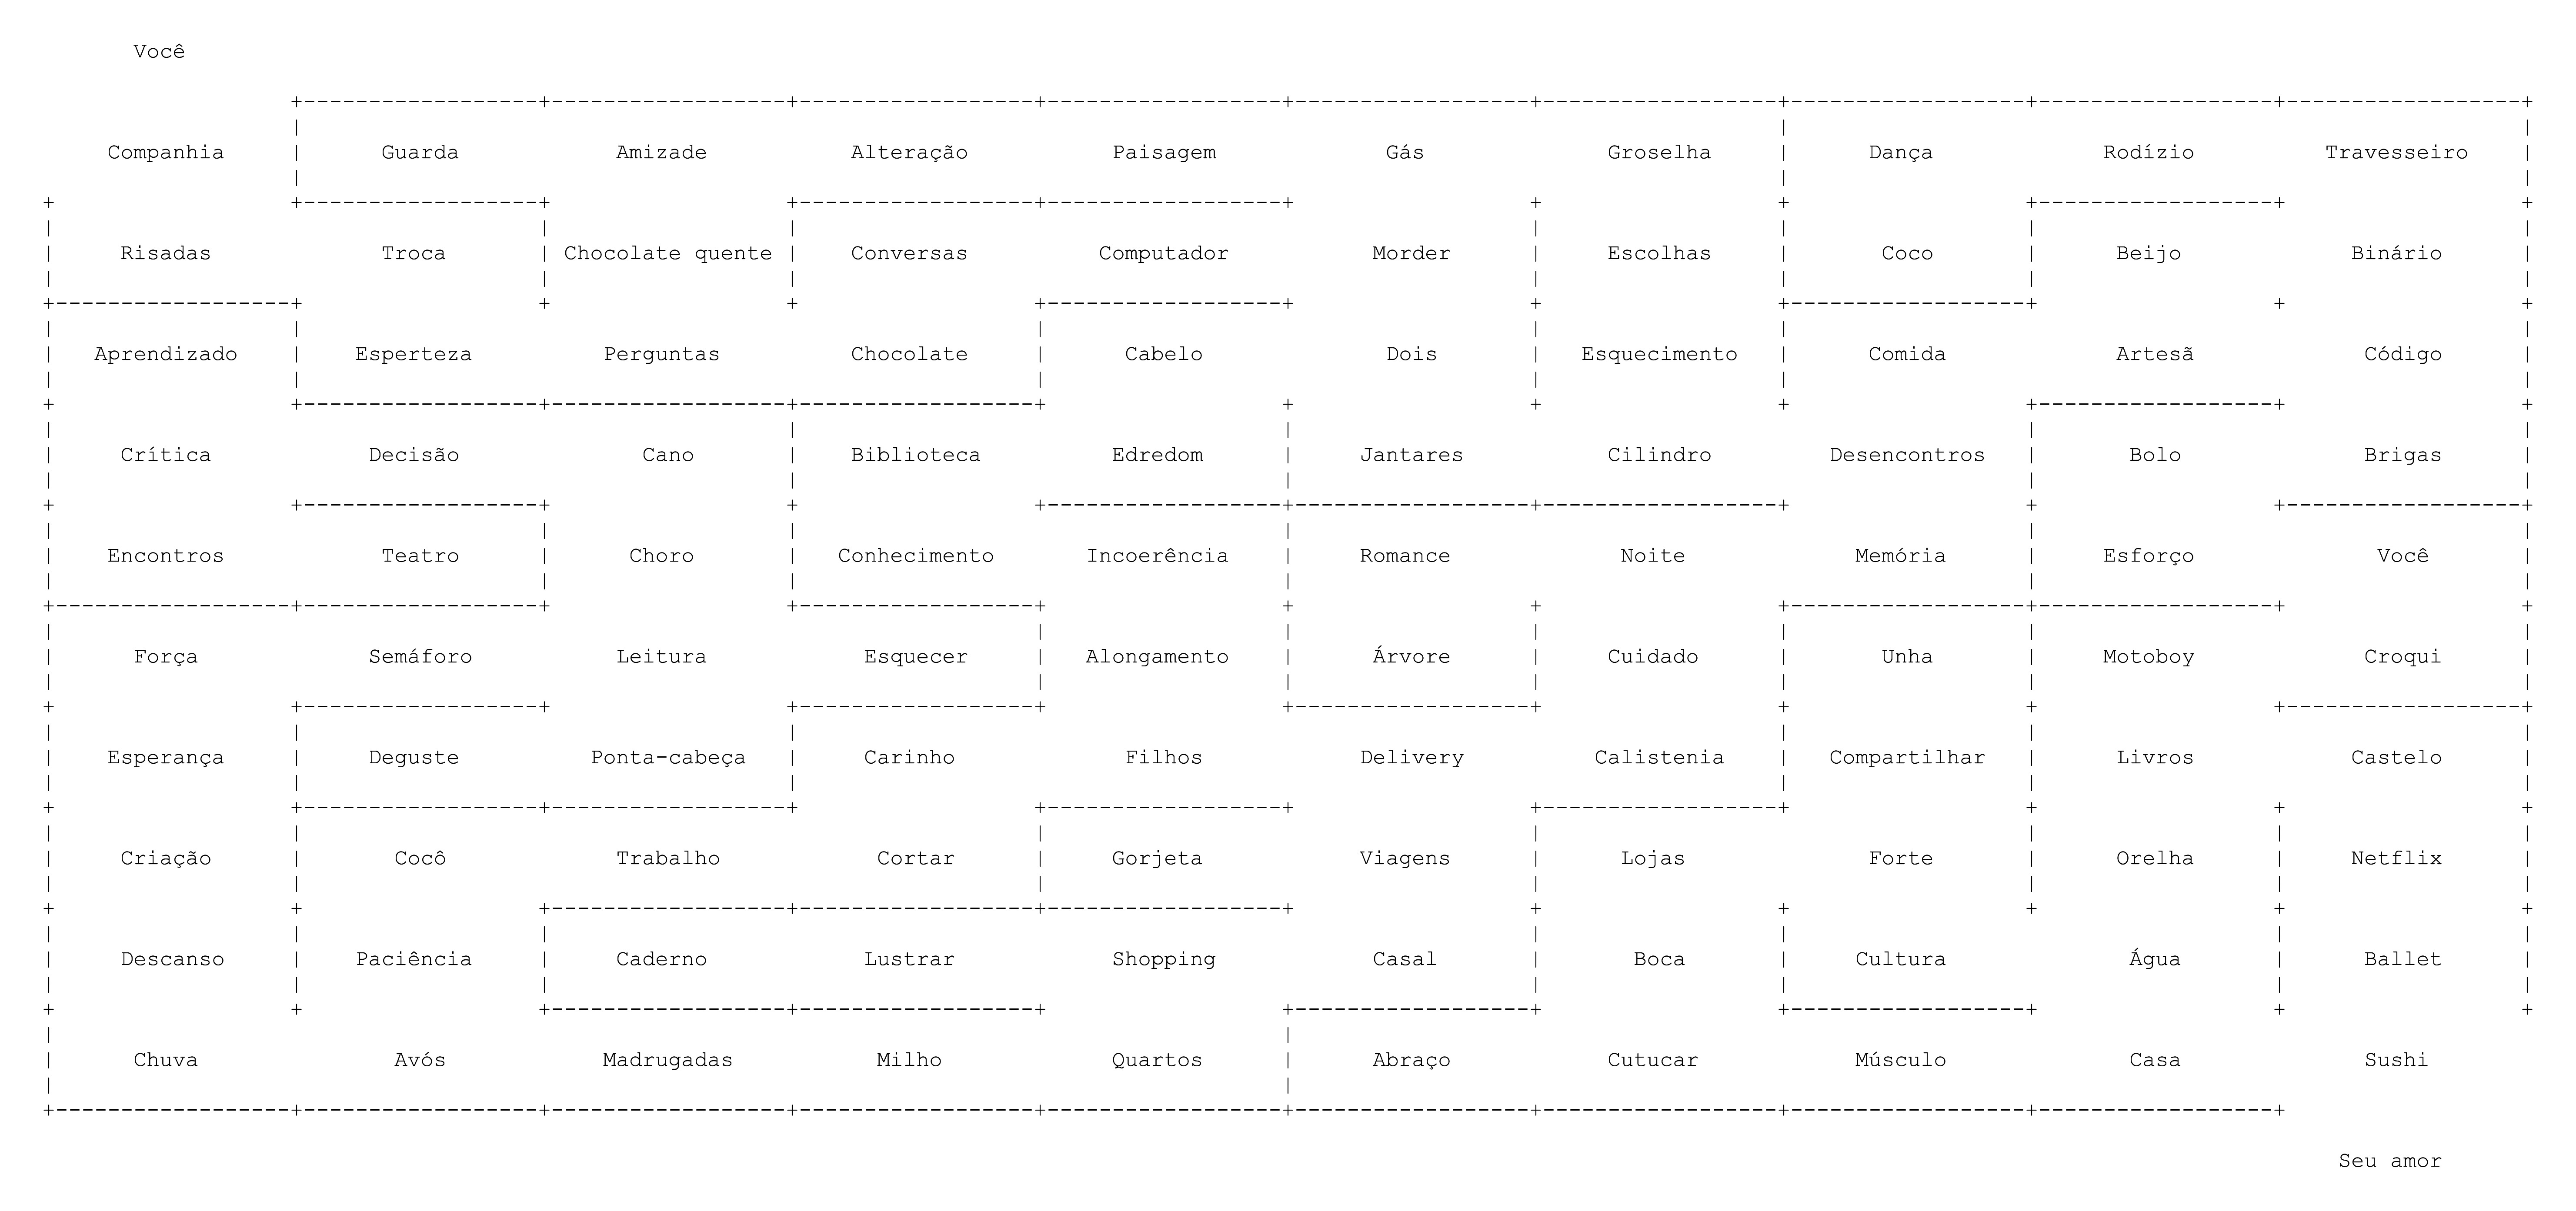 Você
Companhia Guarda Amizade Alteração Paisagem Gás Groselha Dança Rodízio Travesseiro
Risadas Troca Chocolate quente Conversas Computador Morder Escolhas Coco Beijo Binário
Aprendizado Esperteza Perguntas Chocolate Cabelo Dois Esquecimento Comida Artesã Código
Crítica Decisão Cano Biblioteca Edredom Jantares Cilindro Desencontros Bolo Brigas
Encontros Teatro Choro Conhecimento Incoerência Romance Noite Memória Esforço Você
Força Semáforo Leitura Esquecer Alongamento Árvore Cuidado Unha Motoboy Croqui
Esperança Deguste Ponta-cabeça Carinho Filhos Delivery Calistenia Compartilhar Livros Castelo
Criação Cocô Trabalho Cortar Gorjeta Viagens Lojas Forte Orelha Netflix
Descanso Paciência Caderno Lustrar Shopping Casal Boca Cultura Água Ballet
Chuva Avós Madrugadas Milho Quartos Abraço Cutucar Músculo Casa Sushi
Seu amor